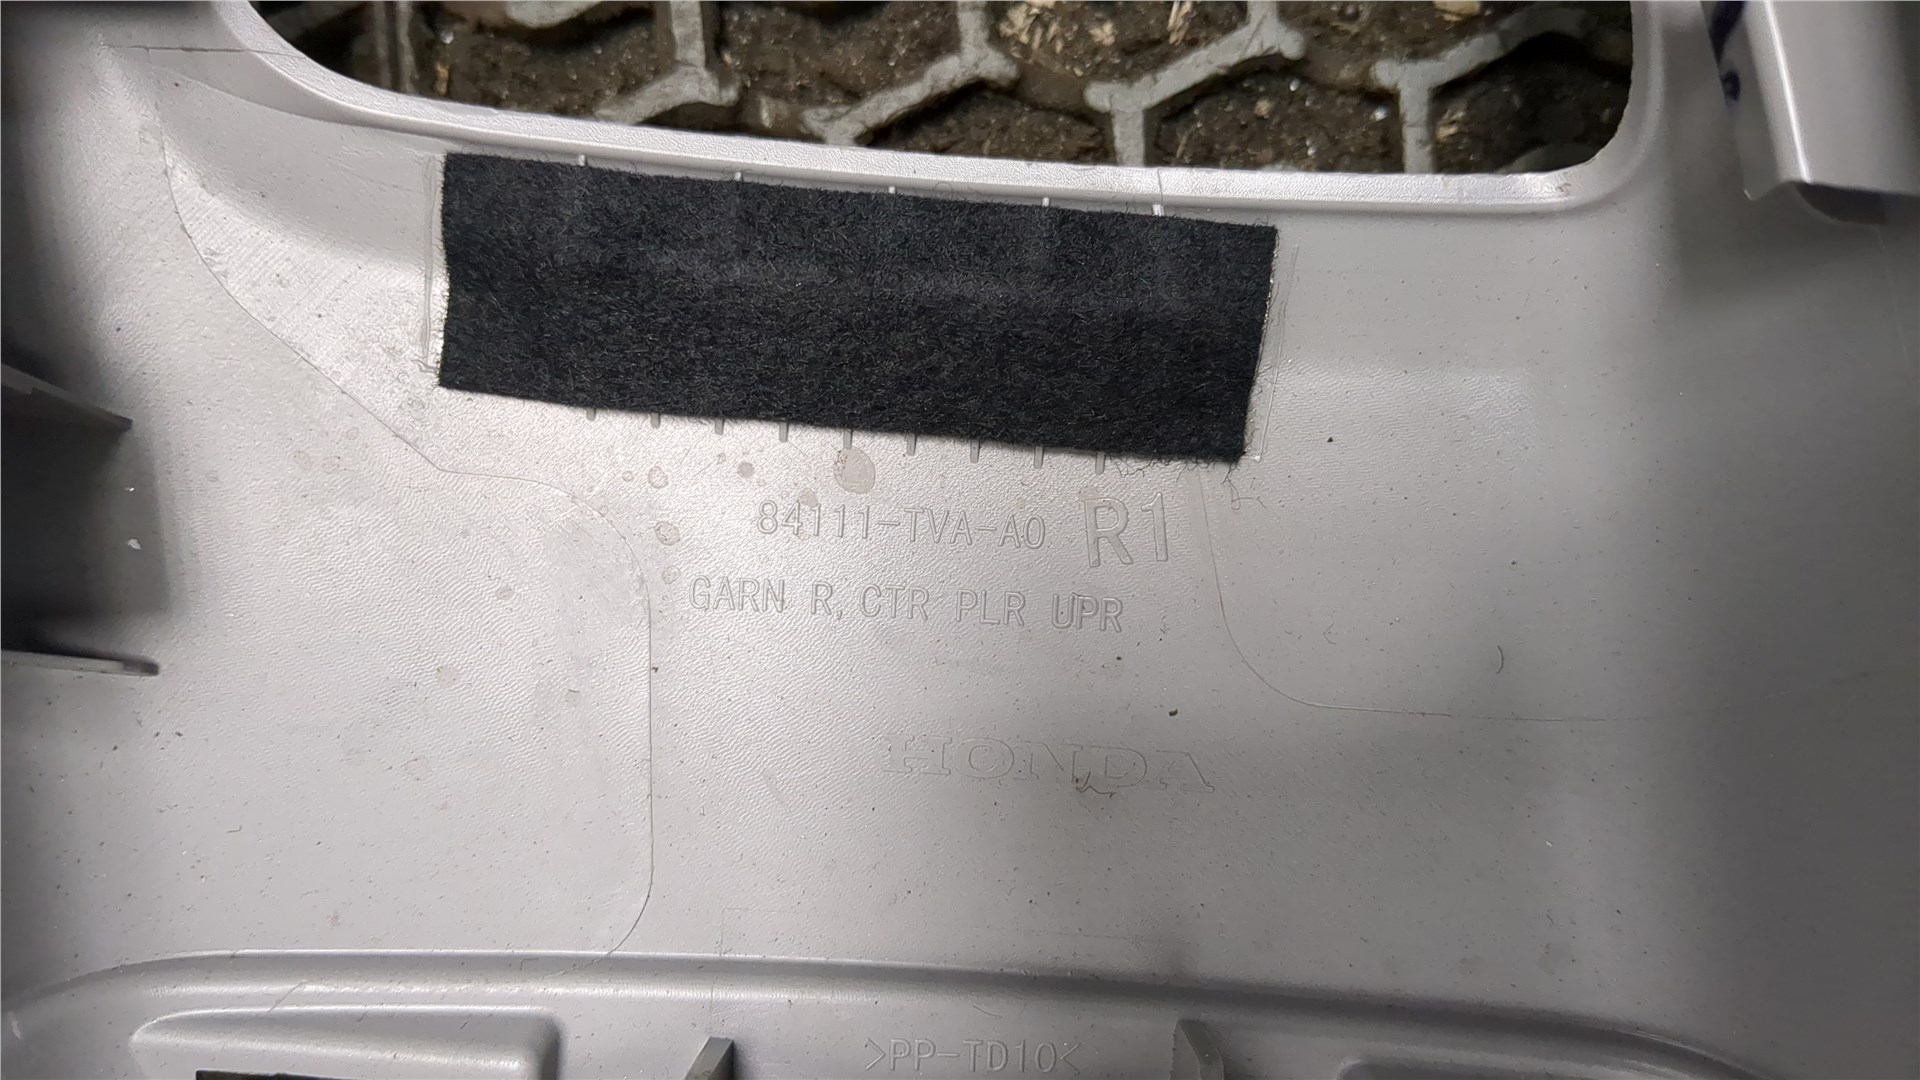 84111-TVA-A0 R1
GARN R, CTR PLR UPR
HONDA
>PP-TD10<